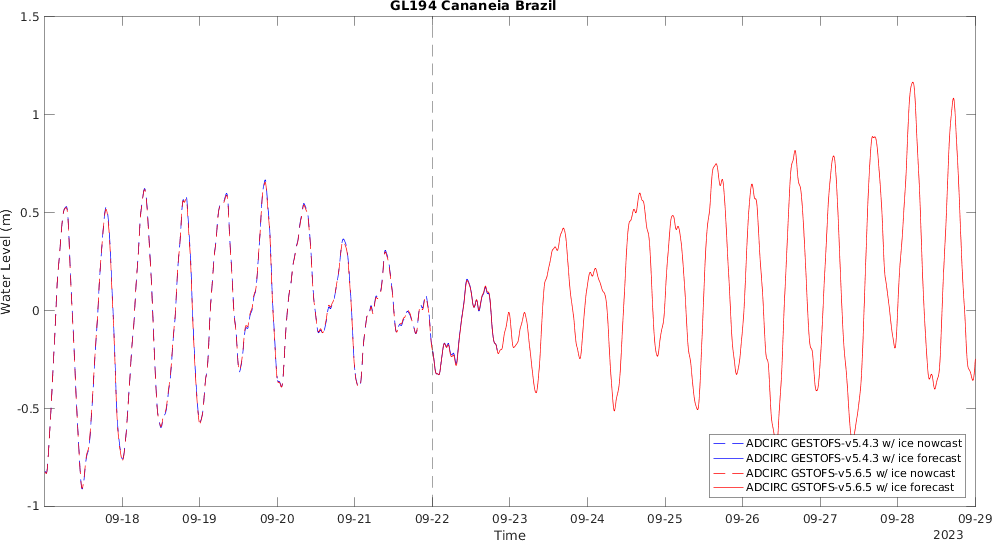 GL194 Cananeia Brazil
1.5
1
0.5
0
-0.5
-1
Water Level (m)
ADCIRC GESTOFS-v5.4.3 w/ ice nowcast
ADCIRC GESTOFS-v5.4.3 w/ ice forecast
ADCIRC GSTOFS-v5.6.5 w/ ice nowcast
ADCIRC GSTOFS-v5.6.5 w/ ice forecast
09-18 09-19 09-20 09-21 09-22 09-23 09-24 09-25 09-26 09-27 09-28 09-29
Time
2023